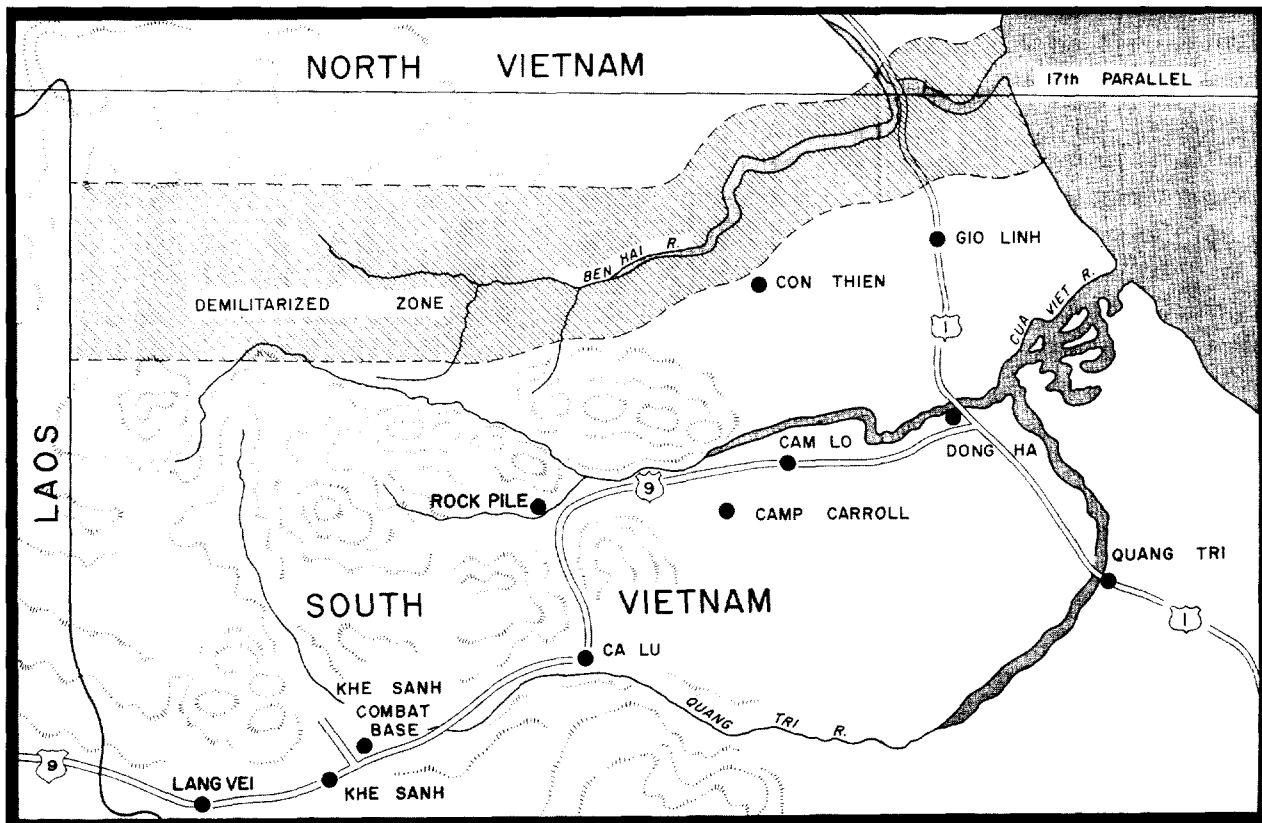 NORTH VIETNAM
17th PARALLEL
GIO LINH
BEN HAI R.
CON THIEN
DEMILITARIZED ZONE
CUA VIET R.
1
LAOS
CAM LO
DONG HA
9
ROCK PILE
CAMP CARROLL
QUANG TRI
SOUTH VIETNAM
1
CA LU
KHE SANH
COMBAT
BASE
QUANG TRI R.
9
LANG VEI
KHE SANH